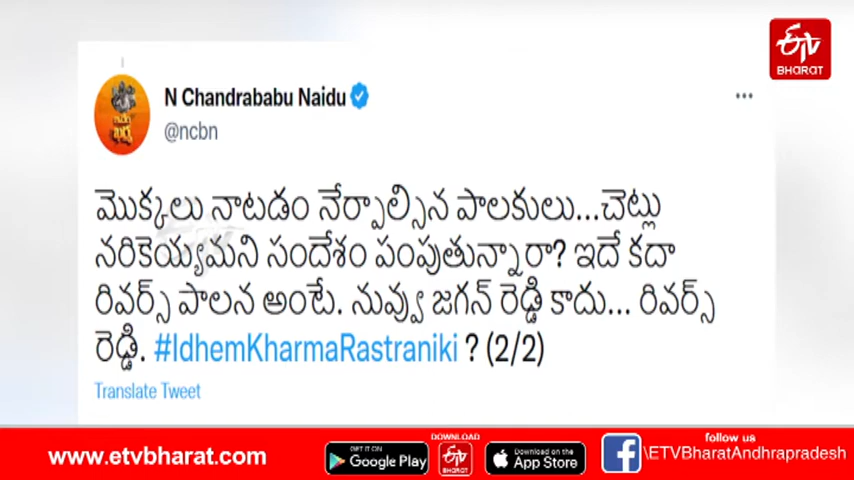 ETV
BHARAT
N Chandrababu Naidu
@ncbn
మొక్కలు నాటడం నేర్పాల్సిన పాలకులు...చెట్లు
నరికెయ్యమని సందేశం పంపుతున్నారా? ఇదే కదా
రివర్స్ పాలన అంటే. నువ్వు జగన్ రెడ్డి కాదు... రివర్స్
రెడ్డి. #IdhemKharmaRastraniki ? (2/2)
Translate Tweet
www.etvbharat.com
GET IT ON
Google Play
DOWNLOAD
ETV
BHARAT
Download on the
App Store
follow us
\ETVBharatAndhrapradesh